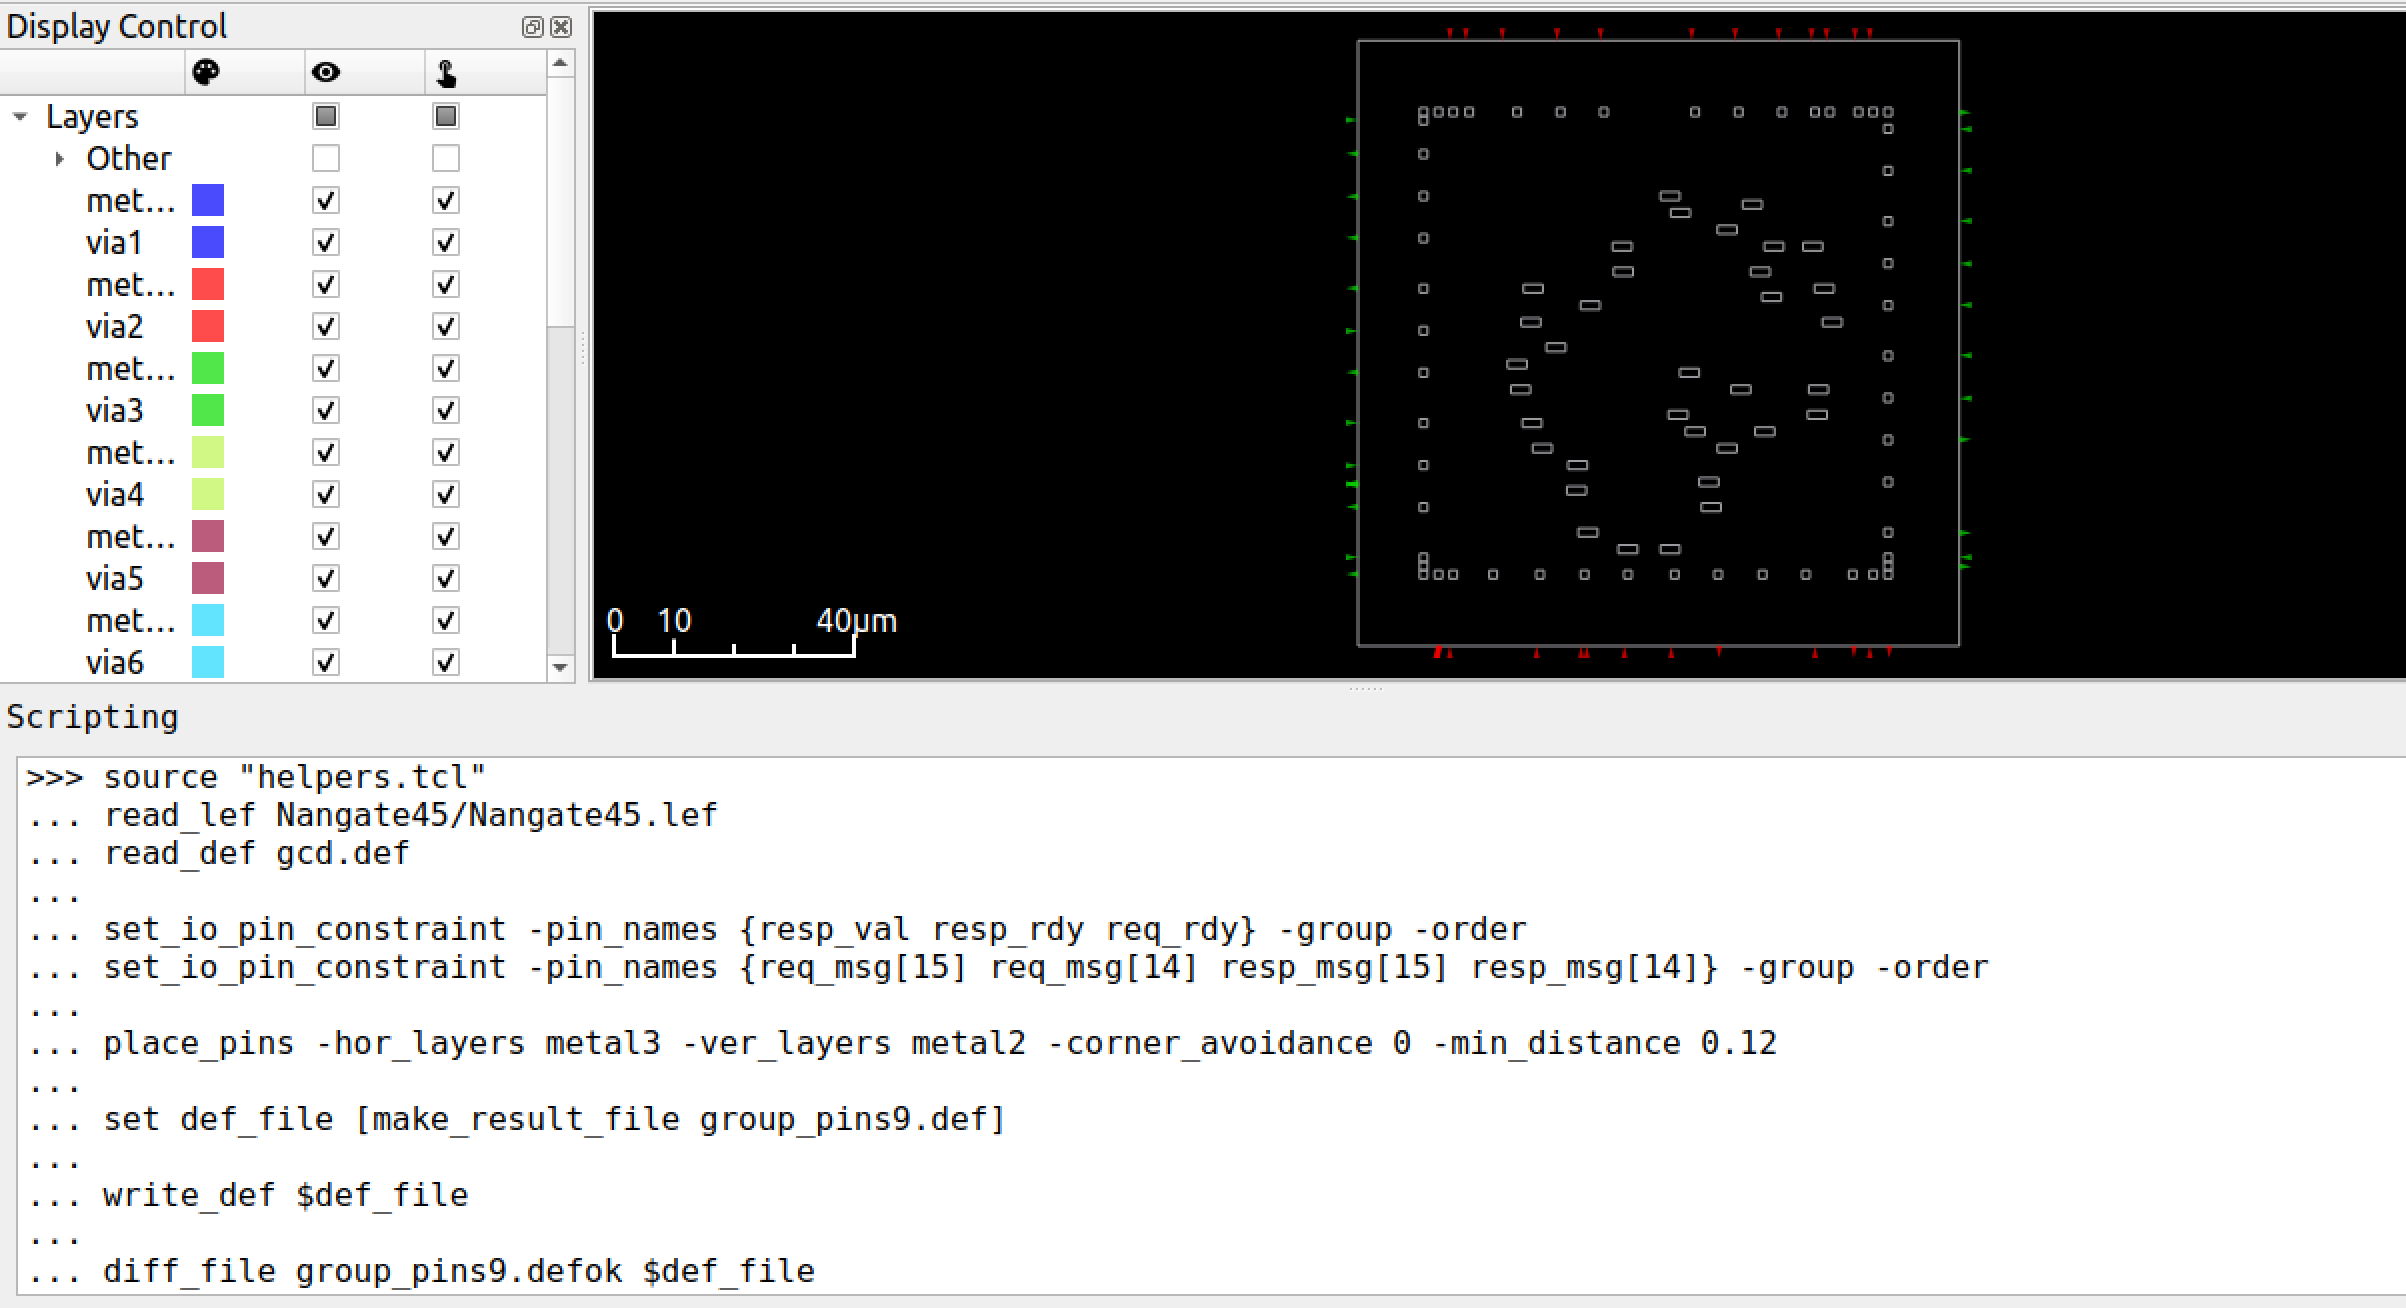 Display Control
Layers
Other
met...
via1
met...
via2
met...
via3
met...
via4
met...
via5
met...
via6
0 10 40µm
Scripting
>>> source "helpers.tcl"
... read_lef Nangate45/Nangate45.lef
... read_def gcd.def
...
... set_io_pin_constraint -pin_names {resp_val resp_rdy req_rdy} -group -order
... set_io_pin_constraint -pin_names {req_msg[15] req_msg[14] resp_msg[15] resp_msg[14]} -group -order
...
... place_pins -hor_layers metal3 -ver_layers metal2 -corner_avoidance 0 -min_distance 0.12
...
... set def_file [make_result_file group_pins9.def]
...
... write_def $def_file
...
... diff_file group_pins9.defok $def_file